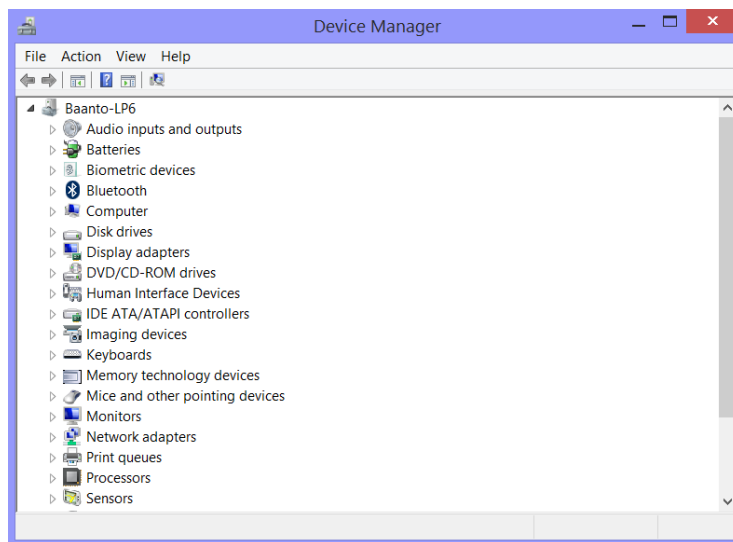 Device Manager
File Action View Help
Baanto-LP6
Audio inputs and outputs
Batteries
Biometric devices
Bluetooth
Computer
Disk drives
Display adapters
DVD/CD-ROM drives
Human Interface Devices
IDE ATA/ATAPI controllers
Imaging devices
Keyboards
Memory technology devices
Mice and other pointing devices
Monitors
Network adapters
Print queues
Processors
Sensors